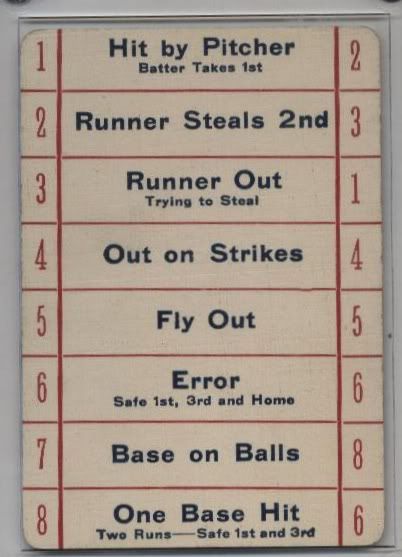 1 Hit by Pitcher 2
Batter Takes 1st
2 Runner Steals 2nd 3
3 Runner Out 1
Trying to Steal
4 Out on Strikes 4
5 Fly Out 5
6 Error 6
Safe 1st, 3rd and Home
7 Base on Balls 8
8 One Base Hit 6
Two Runs—Safe 1st and 3rd